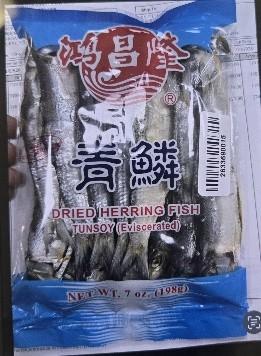 鴻昌隆
®
青鱗
DRIED HERRING FISH
TUNSOY (Eviscerated)
NET WT. 7 oz. (198g)